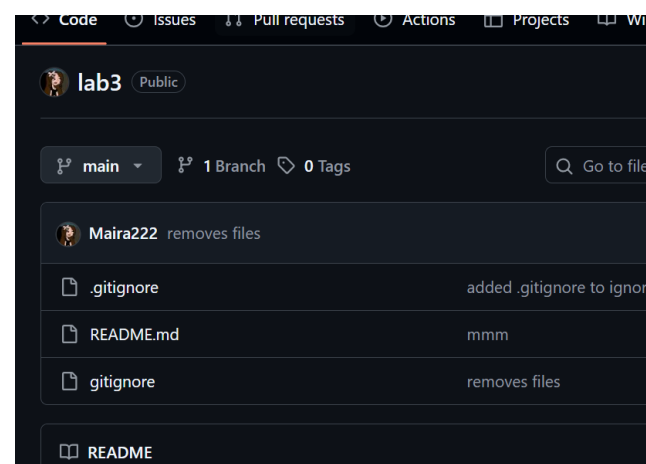 Code Issues Pull requests Actions Projects Wi
lab3 Public
main 1 Branch 0 Tags Go to file
Maira222 removes files
.gitignore added .gitignore to ignor
README.md mmm
gitignore removes files
README